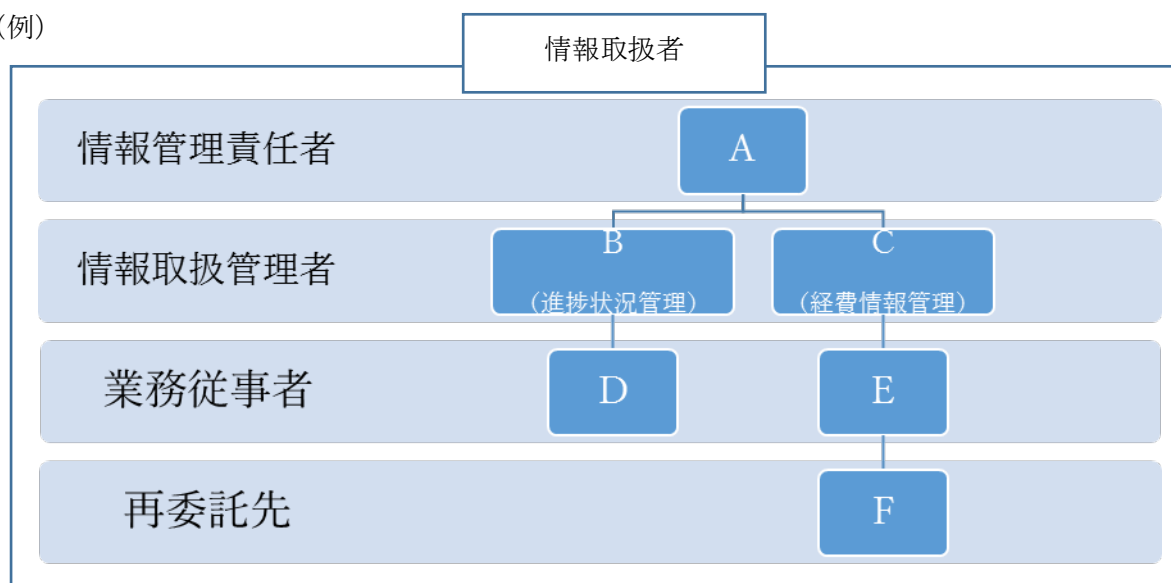 (例)
情報取扱者
情報管理責任者
A
情報取扱管理者
B
(進捗状況管理)
C
(経費情報管理)
業務従事者
D
E
再委託先
F